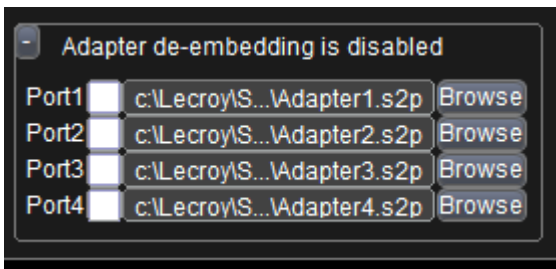 - Adapter de-embedding is disabled
Port1 c:\Lecroy\S...\Adapter1.s2p Browse
Port2 c:\Lecroy\S...\Adapter2.s2p Browse
Port3 c:\Lecroy\S...\Adapter3.s2p Browse
Port4 c:\Lecroy\S...\Adapter4.s2p Browse